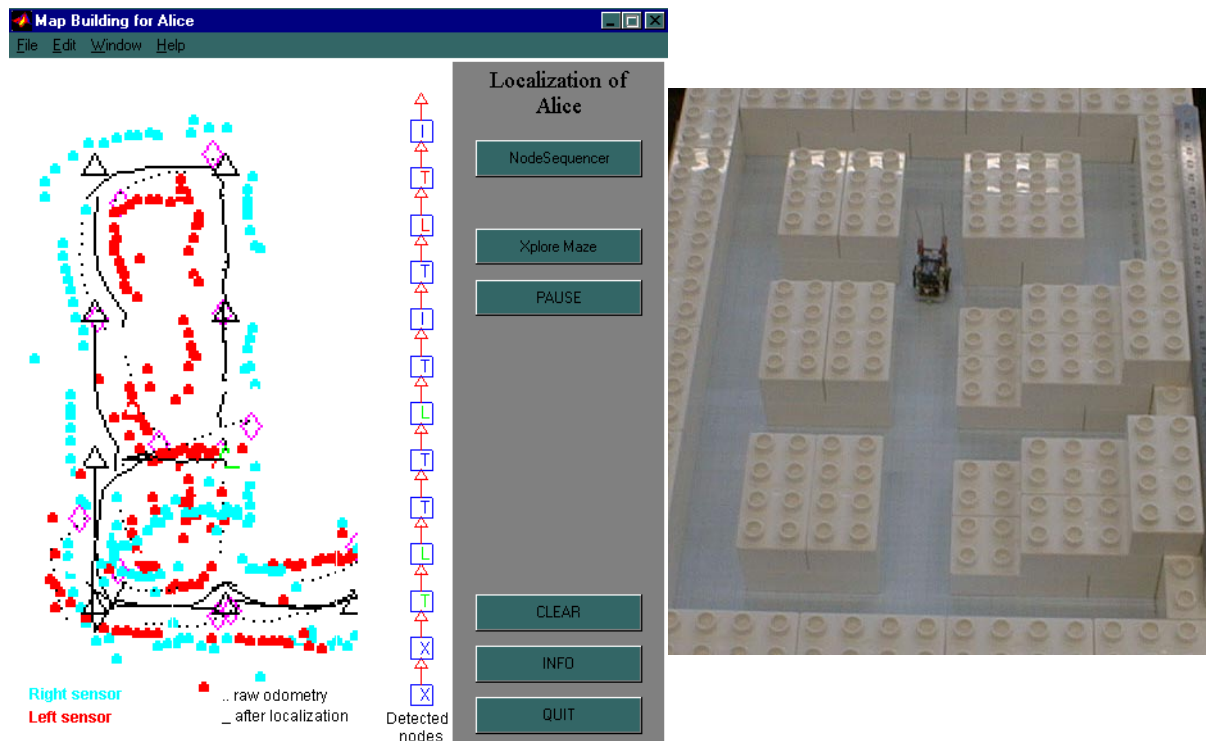 Map Building for Alice
File Edit Window Help
Localization of
Alice
NodeSequencer
Xplore Maze
PAUSE
CLEAR
INFO
QUIT
I
T
L
T
I
T
L
T
T
L
T
X
X
Detected
nodes
Right sensor
Left sensor
.. raw odometry
_ after localization